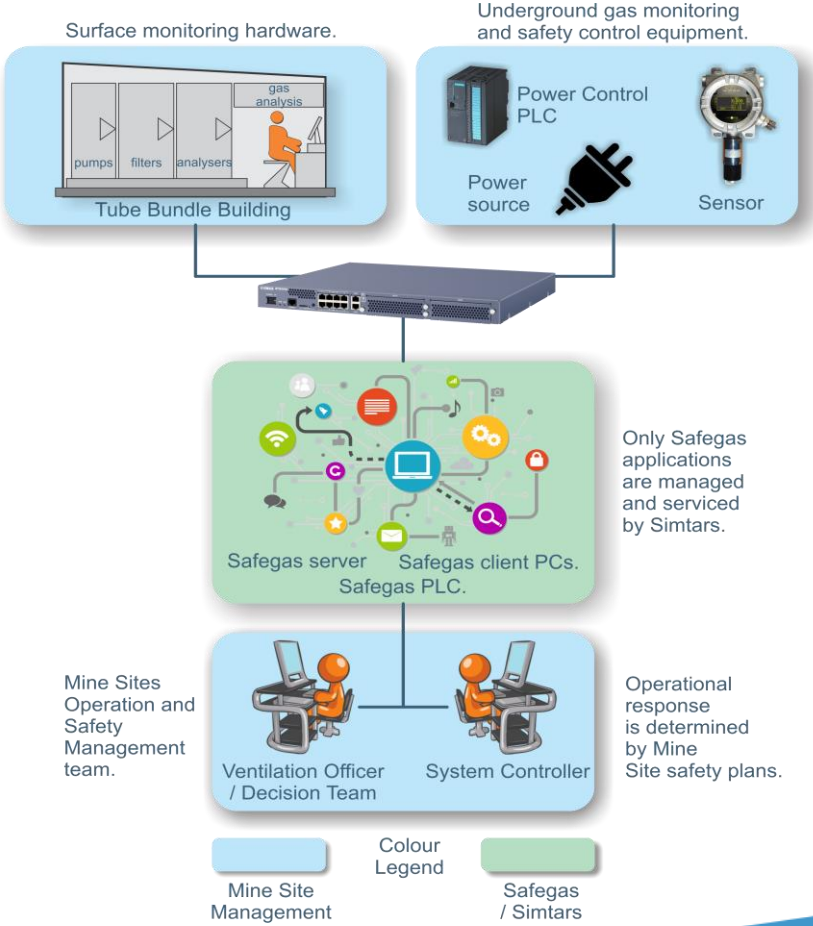 Surface monitoring hardware.
Underground gas monitoring
and safety control equipment.
gas
analysis
pumps
filters
analysers
Tube Bundle Building
Power Control
PLC
Power
source
Sensor
Only Safegas
applications
are managed
and serviced
by Simtars.
C
Safegas server
Safegas client PCs.
Safegas PLC.
Mine Sites
Operation and
Safety
Management
team.
Ventilation Officer
/ Decision Team
System Controller
Operational
response
is determined
by Mine
Site safety plans.
Colour
Legend
Mine Site
Management
Safegas
/ Simtars